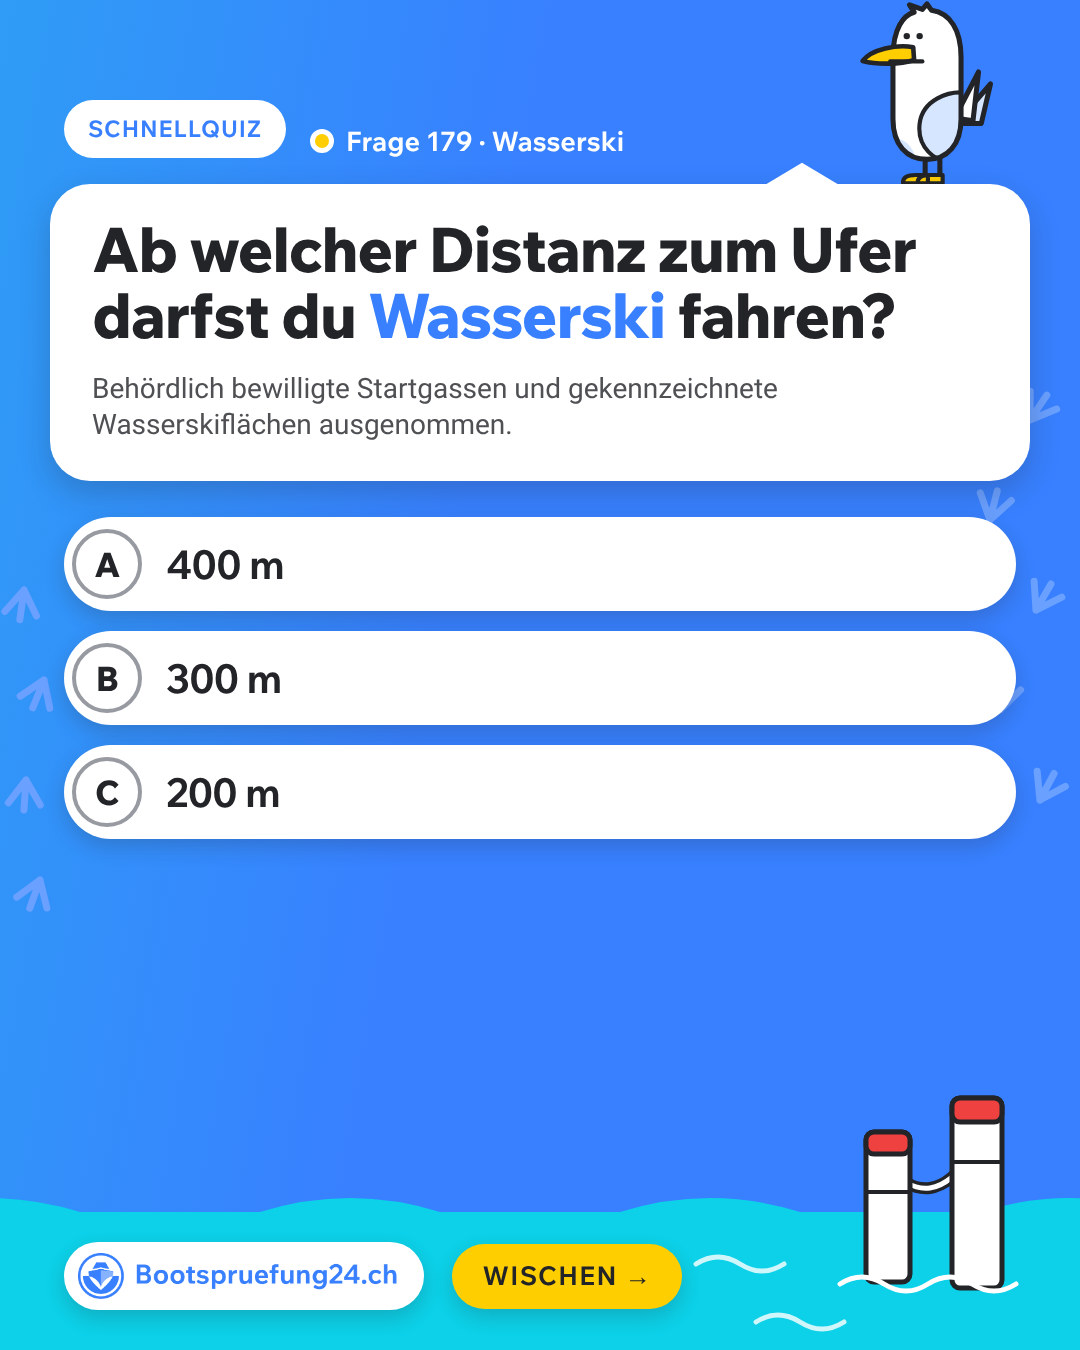 SCHNELLQUIZ
Frage 179 · Wasserski
Ab welcher Distanz zum Ufer
darfst du Wasserski fahren?
Behördlich bewilligte Startgassen und gekennzeichnete
Wasserskiflächen ausgenommen.
A 400 m
B 300 m
C 200 m
Bootspruefung24.ch
WISCHEN →